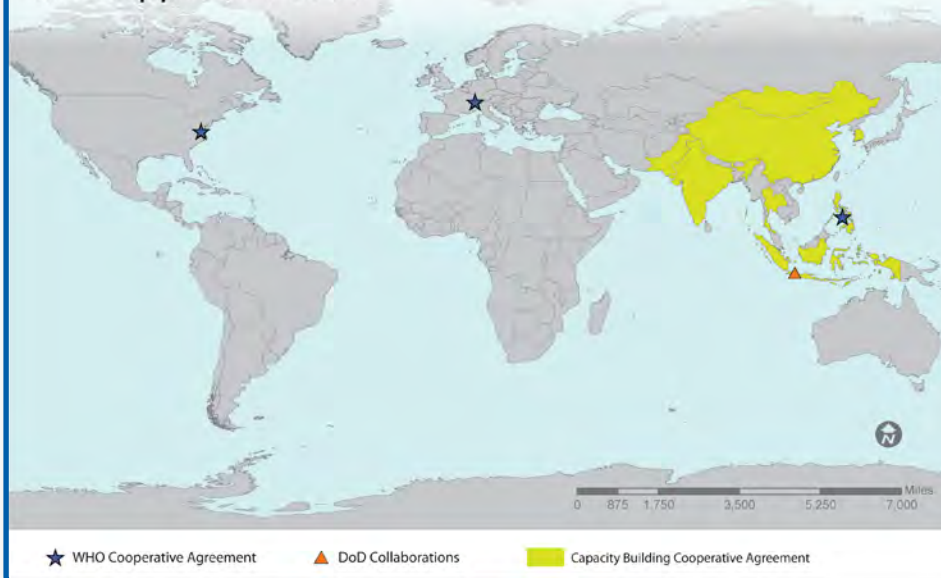 N
Miles
0 875 1,750 3,500 5,250 7,000
WHO Cooperative Agreement DoD Collaborations Capacity Building Cooperative Agreement